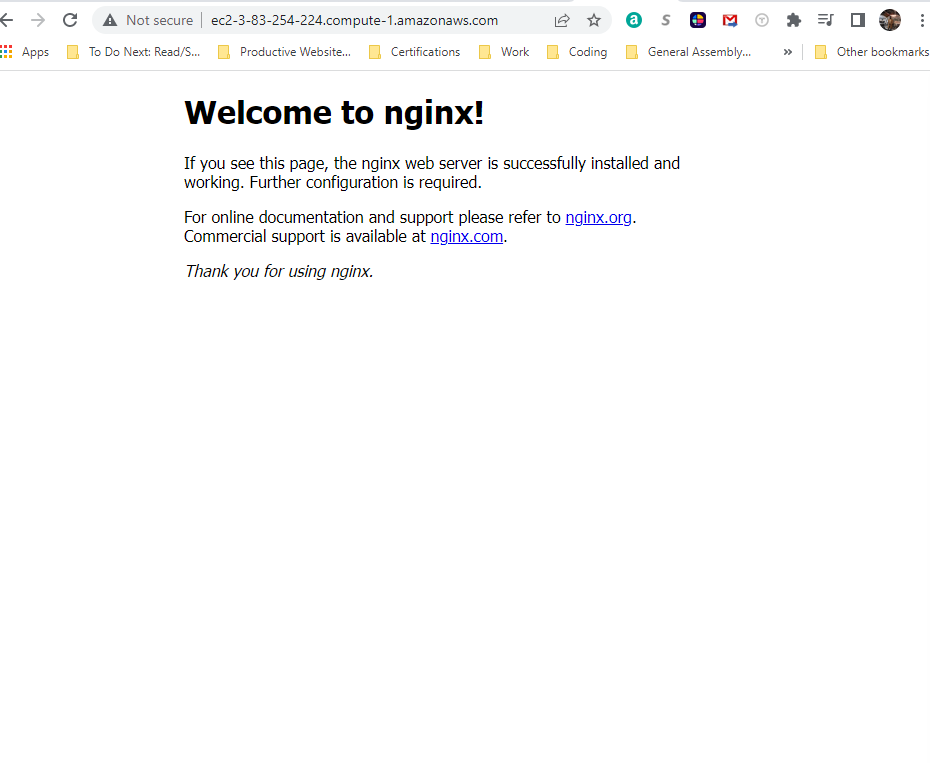 Not secure | ec2-3-83-254-224.compute-1.amazonaws.com
Apps To Do Next: Read/S... Productive Website... Certifications Work Coding General Assembly... » Other bookmarks
Welcome to nginx!
If you see this page, the nginx web server is successfully installed and
working. Further configuration is required.
For online documentation and support please refer to nginx.org.
Commercial support is available at nginx.com.
Thank you for using nginx.